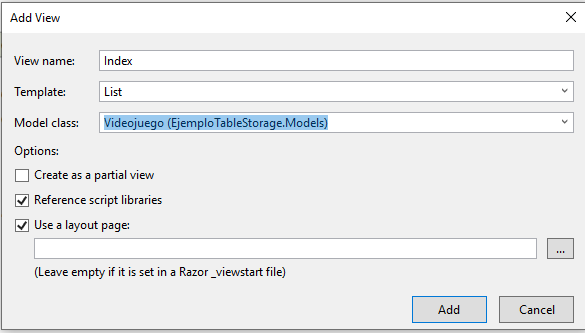 Add View
View name: Index
Template: List
Model class: Videojuego (EjemploTableStorage.Models)
Options:
Create as a partial view
Reference script libraries
Use a layout page:
...
(Leave empty if it is set in a Razor _viewstart file)
Add Cancel